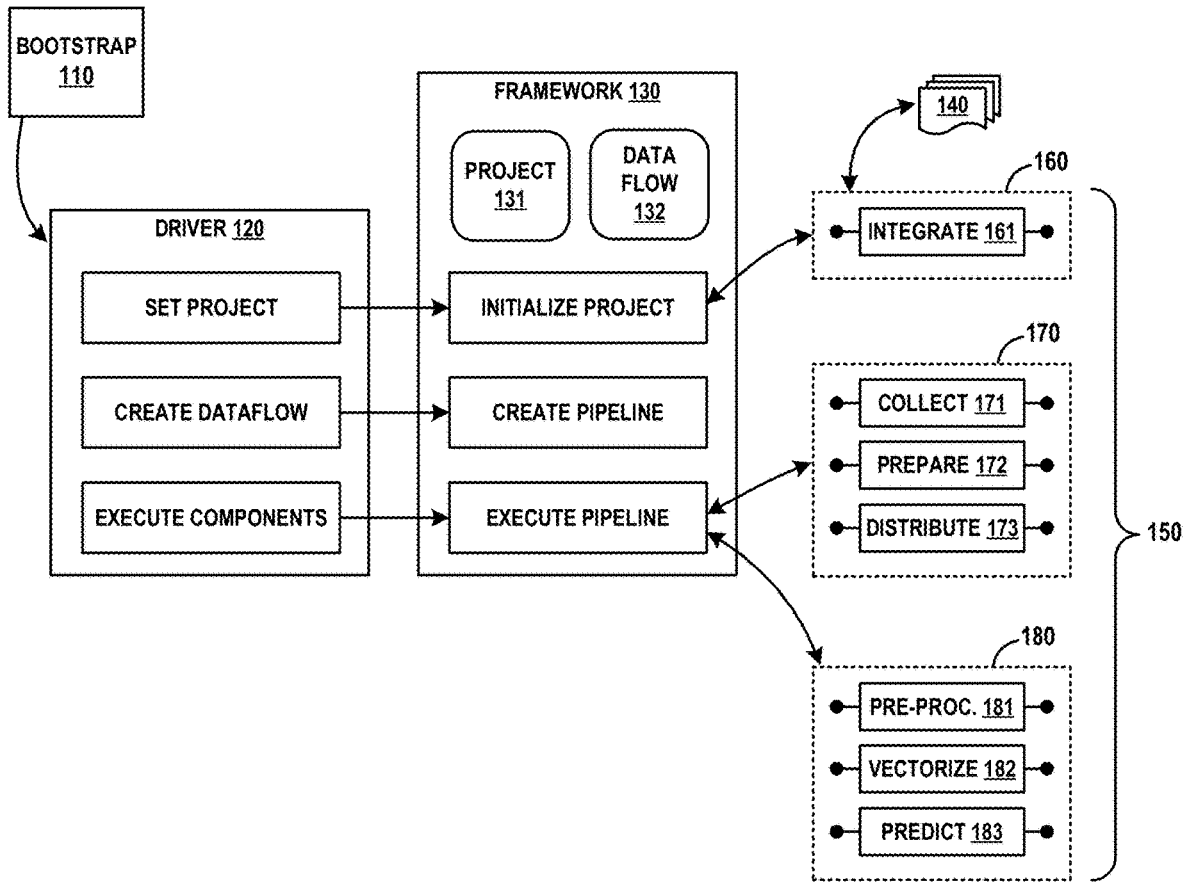 BOOTSTRAP
110
DRIVER 120
SET PROJECT
CREATE DATAFLOW
EXECUTE COMPONENTS
FRAMEWORK 130
PROJECT
131
DATA
FLOW
132
INITIALIZE PROJECT
CREATE PIPELINE
EXECUTE PIPELINE
140
160
INTEGRATE 161
170
COLLECT 171
PREPARE 172
DISTRIBUTE 173
150
180
PRE-PROC. 181
VECTORIZE 182
PREDICT 183